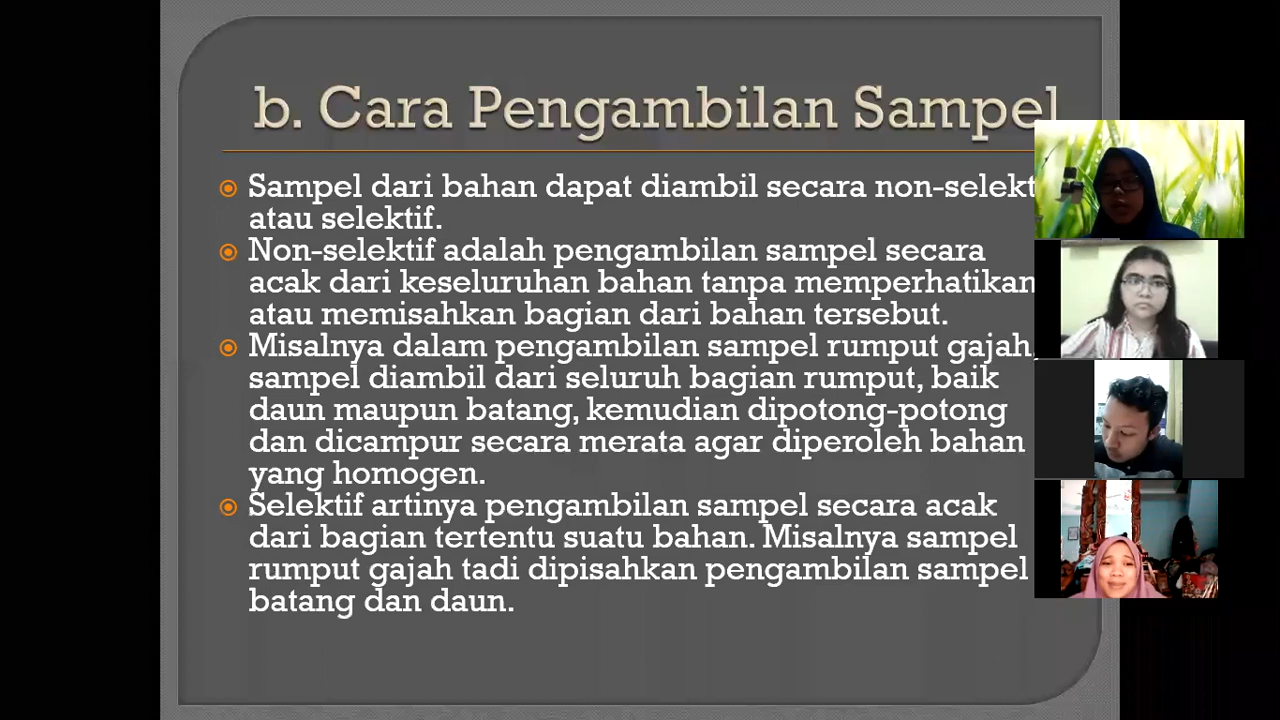 b. Cara Pengambilan Sampel
Sampel dari bahan dapat diambil secara
atau selektif.
Non-selektif adalah pengambilan sampel secara
acak dari keseluruhan bahan tanpa memperhatikan
atau memisahkan bagian dari bahan tersebut.
Misalnya dalam pengambilan sampel rumput gajah,
sampel diambil dari seluruh bagian rumput, baik
daun maupun batang, kemudian dipotong-potong
dan dicampur secara merata agar diperoleh bahan
yang homogen.
Selektif artinya pengambilan sampel secara acak
dari bagian tertentu suatu bahan. Misalnya sampel
rumput gajah tadi dipisahkan pengambilan sampel
batang dan daun.